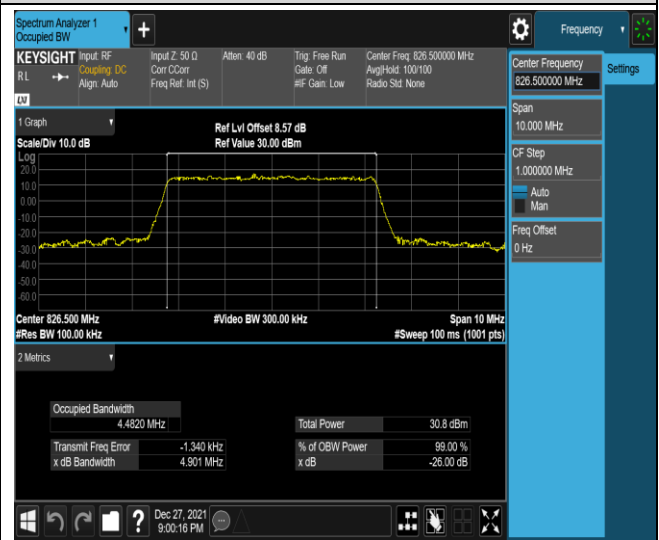 Spectrum Analyzer 1
Occupied BW
+
Frequency
KEYSIGHT
RL
LXI
Input: RF
Coupling: DC
Align: Auto
Input Z: 50 Ω
Corr CCorr
Freq Ref: Int (S)
Atten: 40 dB
Trig: Free Run
Gate: Off
#IF Gain: Low
Center Freq: 826.500000 MHz
Avg|Hold: 100/100
Radio Std: None
Center Frequency
826.500000 MHz
Settings
Span
10.000 MHz
CF Step
1.000000 MHz
Auto
Man
Freq Offset
0 Hz
1 Graph
Scale/Div 10.0 dB
Ref Lvl Offset 8.57 dB
Ref Value 30.00 dBm
Log
20.0
10.0
0.00
-10.0
-20.0
-30.0
-40.0
-50.0
-60.0
Center 826.500 MHz
#Video BW 300.00 kHz
Span 10 MHz
#Res BW 100.00 kHz
#Sweep 100 ms (1001 pts)
2 Metrics
Occupied Bandwidth
4.4820 MHz
Total Power 30.8 dBm
Transmit Freq Error -1.340 kHz
% of OBW Power 99.00 %
x dB Bandwidth 4.901 MHz
x dB -26.00 dB
?
Dec 27, 2021
9:00:16 PM